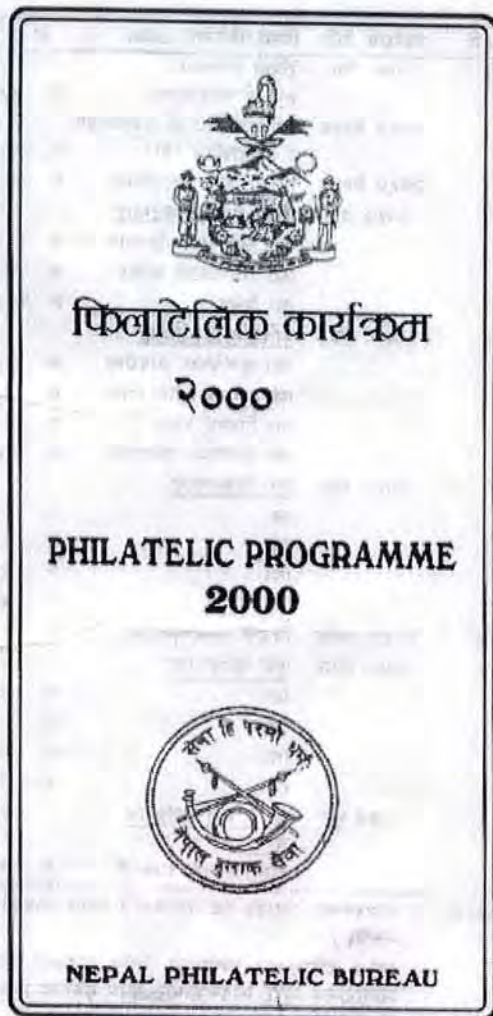 फिलाटेलिक कार्यक्रम
२०००
PHILATELIC PROGRAMME
2000
सेवा हि परमो धर्मः
नेपाल हुलाक सेवा
NEPAL PHILATELIC BUREAU